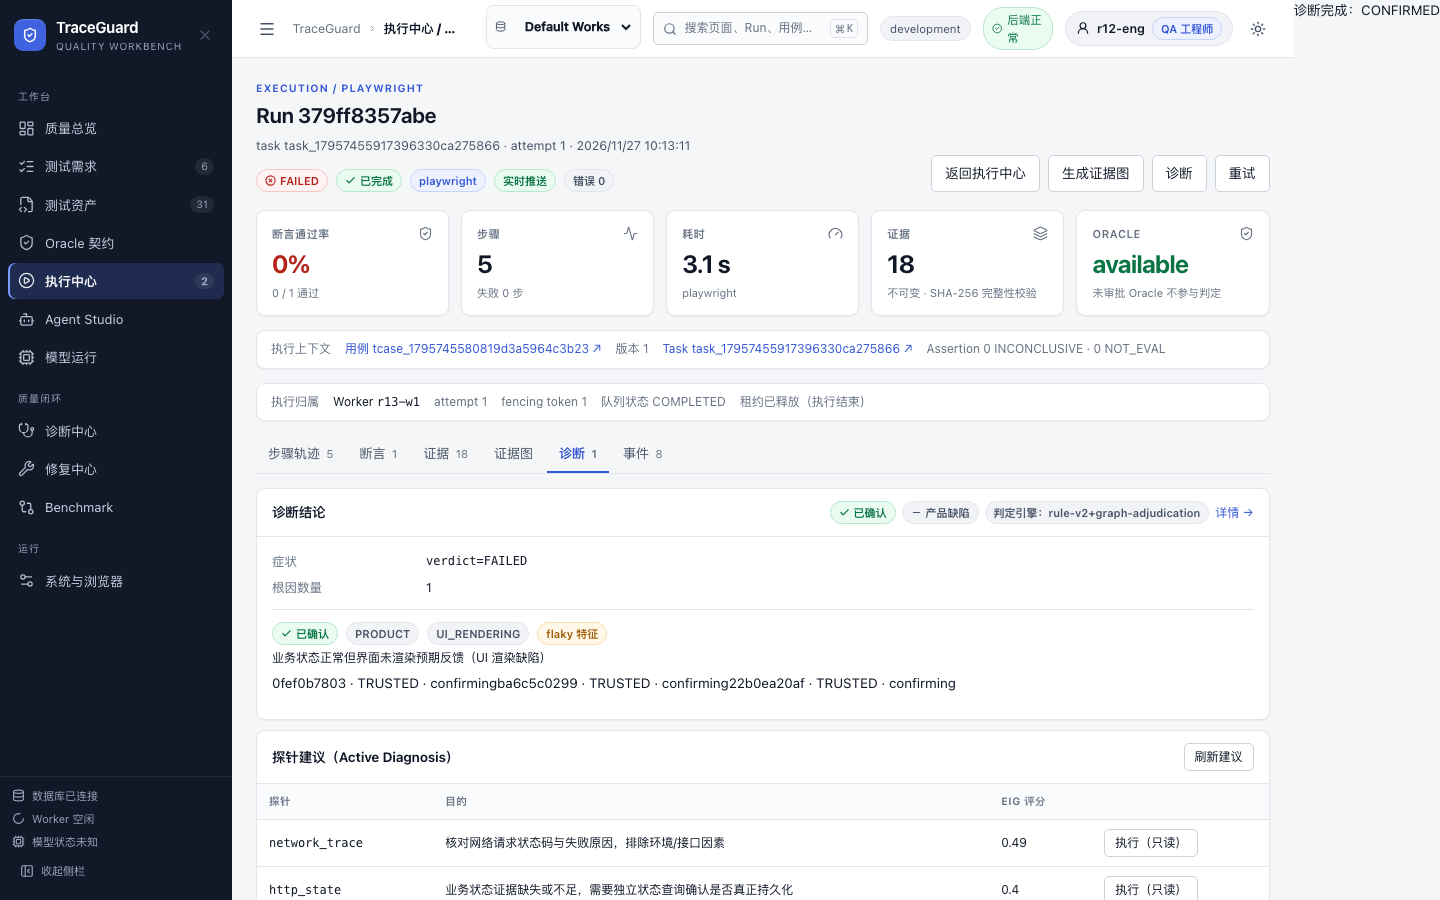 TraceGuard
QUALITY WORKBENCH
工作台
质量总览
测试需求 6
测试资产 31
Oracle 契约
执行中心 2
Agent Studio
模型运行
质量闭环
诊断中心
修复中心
Benchmark
运行
系统与浏览器
数据库已连接
Worker 空闲
模型状态未知
收起侧栏
TraceGuard › 执行中心 / ...
Default Works
搜索页面、Run、用例... ⌘ K
development
后端正
常
r12-eng QA 工程师
诊断完成：CONFIRMED
EXECUTION / PLAYWRIGHT
Run 379ff8357abe
task task_17957455917396330ca275866 · attempt 1 · 2026/11/27 10:13:11
FAILED 已完成 playwright 实时推送 错误 0
返回执行中心 生成证据图 诊断 重试
断言通过率
0%
0 / 1 通过
步骤
5
失败 0 步
耗时
3.1 s
playwright
证据
18
不可变 · SHA-256 完整性校验
ORACLE
available
未审批 Oracle 不参与判定
执行上下文 用例 tcase_1795745580819d3a5964c3b23 ↗ 版本 1 Task task_17957455917396330ca275866 ↗ Assertion 0 INCONCLUSIVE · 0 NOT_EVAL
执行归属 Worker r13-w1 attempt 1 fencing token 1 队列状态 COMPLETED 租约已释放（执行结束）
步骤轨迹 5 断言 1 证据 18 证据图 诊断 1 事件 8
诊断结论
已确认 产品缺陷 判定引擎：rule-v2+graph-adjudication 详情 →
症状 verdict=FAILED
根因数量 1
已确认 PRODUCT UI_RENDERING flaky 特征
业务状态正常但界面未渲染预期反馈（UI 渲染缺陷）
0fef0b7803 · TRUSTED · confirmingba6c5c0299 · TRUSTED · confirming22b0ea20af · TRUSTED · confirming
探针建议（Active Diagnosis）
刷新建议
探针 目的 EIG 评分
network_trace 核对网络请求状态码与失败原因，排除环境/接口因素 0.49 执行（只读）
http_state 业务状态证据缺失或不足，需要独立状态查询确认是否真正持久化 0.4 执行（只读）